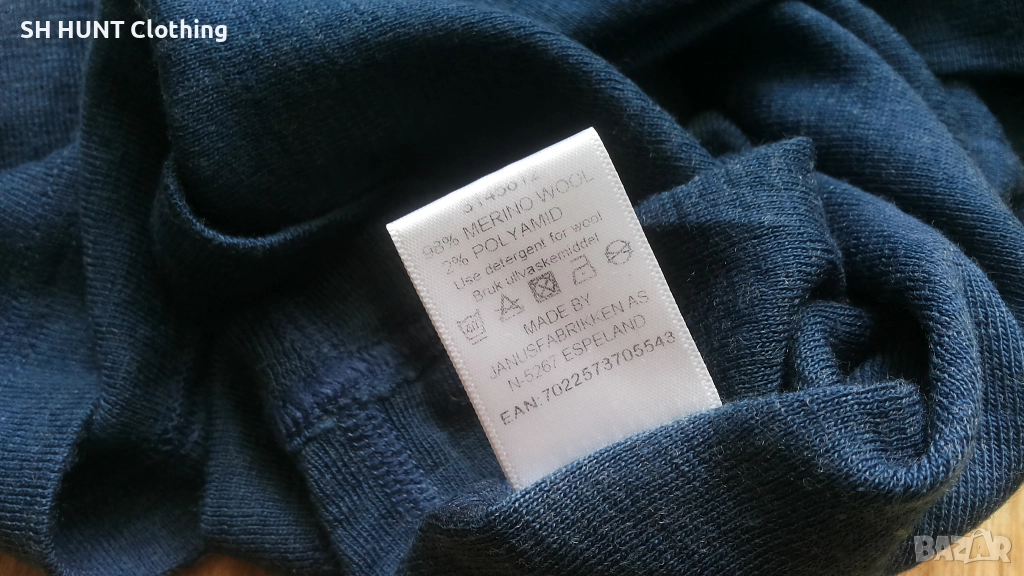 SH HUNT Clothing
98% MERINO WOOL
2% POLYAMID
Use detergent for wool
Bruk ullvaskemiddel
MADE BY
JANUSFABRIKKEN AS
N-5267 ESPELAND
EAN:7022573705543
BAZAR